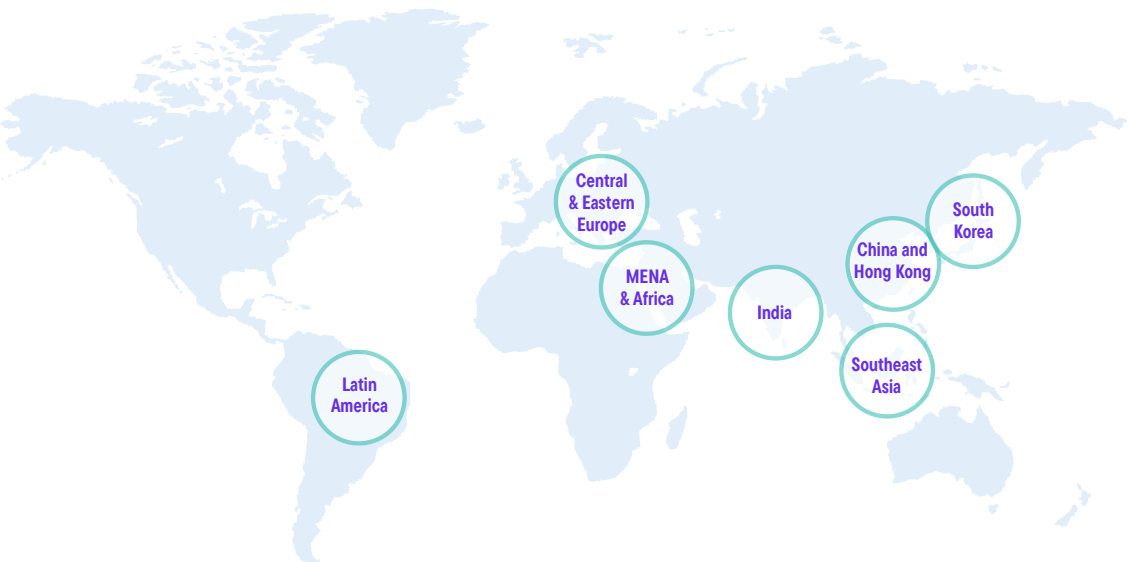 Central
& Eastern
Europe
South
Korea
China and
Hong Kong
MENA
& Africa
India
Southeast
Asia
Latin
America